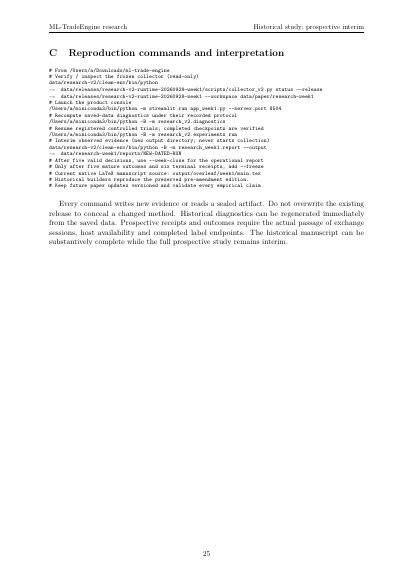 ML-TradeEngine research    Historical study: prospective interim
C Reproduction commands and interpretation
# From /Users/a/Downloads/ml-trade-engine
# Verify / inspect the frozen collector (read-only)
data/research-v2/clean-env/bin/python
→ data/releases/research-v2-runtime-20260928-week1/scripts/collector_v2.py status --release
→ data/releases/research-v2-runtime-20260928-week1 --workspace data/paper/research-week1
# Launch the product console
/Users/a/miniconda3/bin/python -m streamlit run app_week1.py --server.port 8504
# Recompute saved-data diagnostics under their recorded protocol
/Users/a/miniconda3/bin/python -B -m research_v2.diagnostics
# Resume registered controlled trials; completed checkpoints are verified
/Users/a/miniconda3/bin/python -B -m research_v2.experiments run
# Interim observed evidence (new output directory; never starts collection)
data/research-v2/clean-env/bin/python -B -m research_week1.report --output
→ data/research-week1/reports/NEW-DATED-RUN
# After five valid decisions, use --week-close for the operational report
# Only after five mature outcomes and six terminal receipts, add --freeze
# Current native LaTeX manuscript source: output/overleaf/week1/main.tex
# Historical builders reproduce the preserved pre-amendment edition.
# Keep future paper updates versioned and validate every empirical claim.
Every command writes new evidence or reads a sealed artifact. Do not overwrite the existing
release to conceal a changed method. Historical diagnostics can be regenerated immediately
from the saved data. Prospective receipts and outcomes require the actual passage of exchange
sessions, host availability and completed label endpoints. The historical manuscript can be
substantively complete while the full prospective study remains interim.
25